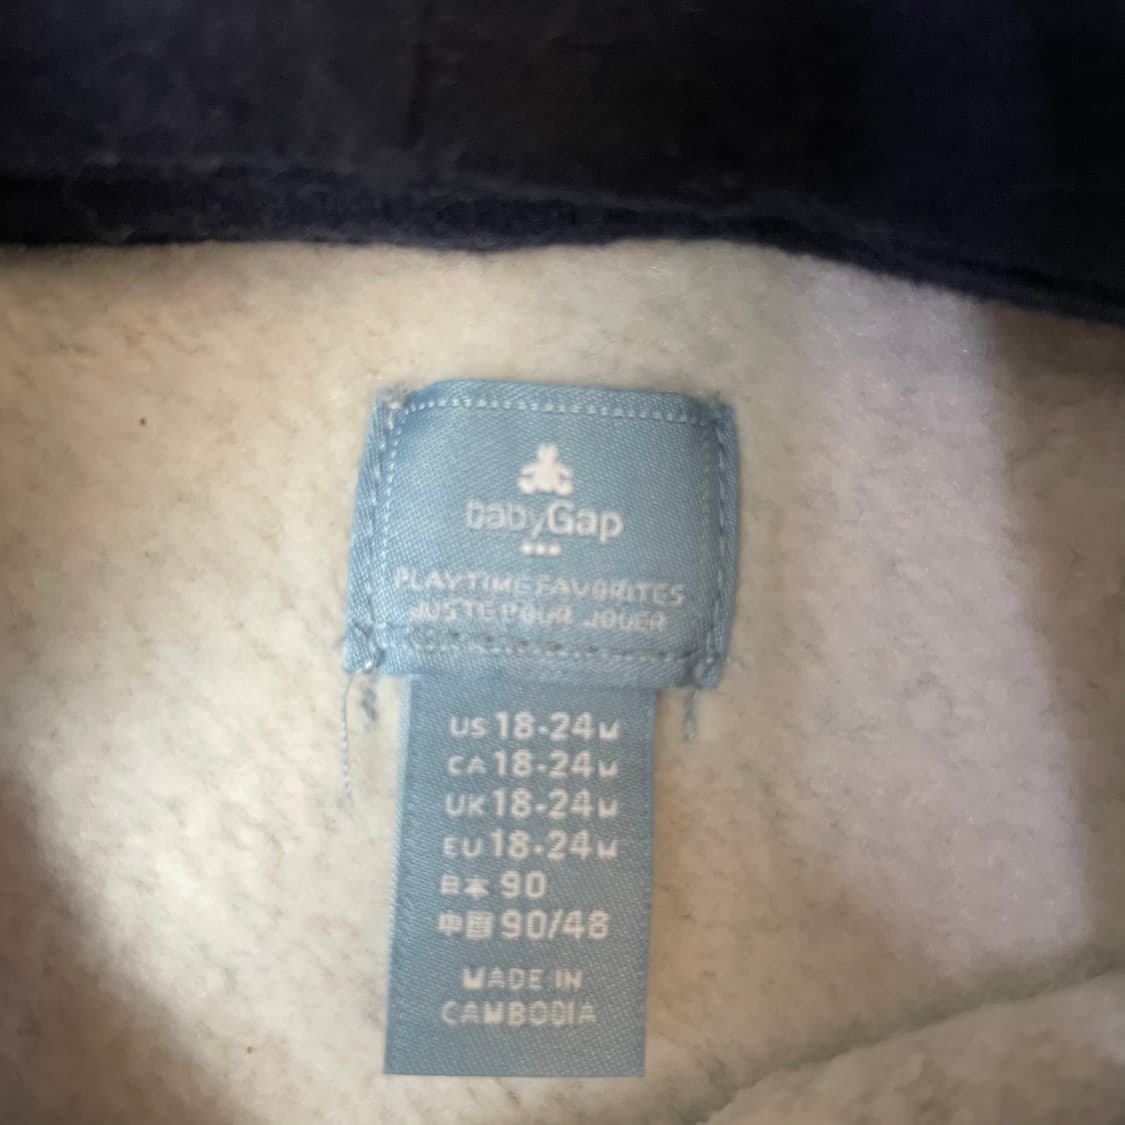 babyGap
PLAYTIME FAVORITES
JUSTE POUR JOUER
US 18-24M
CA 18-24M
UK 18-24M
EU 18-24M
日本 90
中国 90/48
MADE IN
CAMBODIA